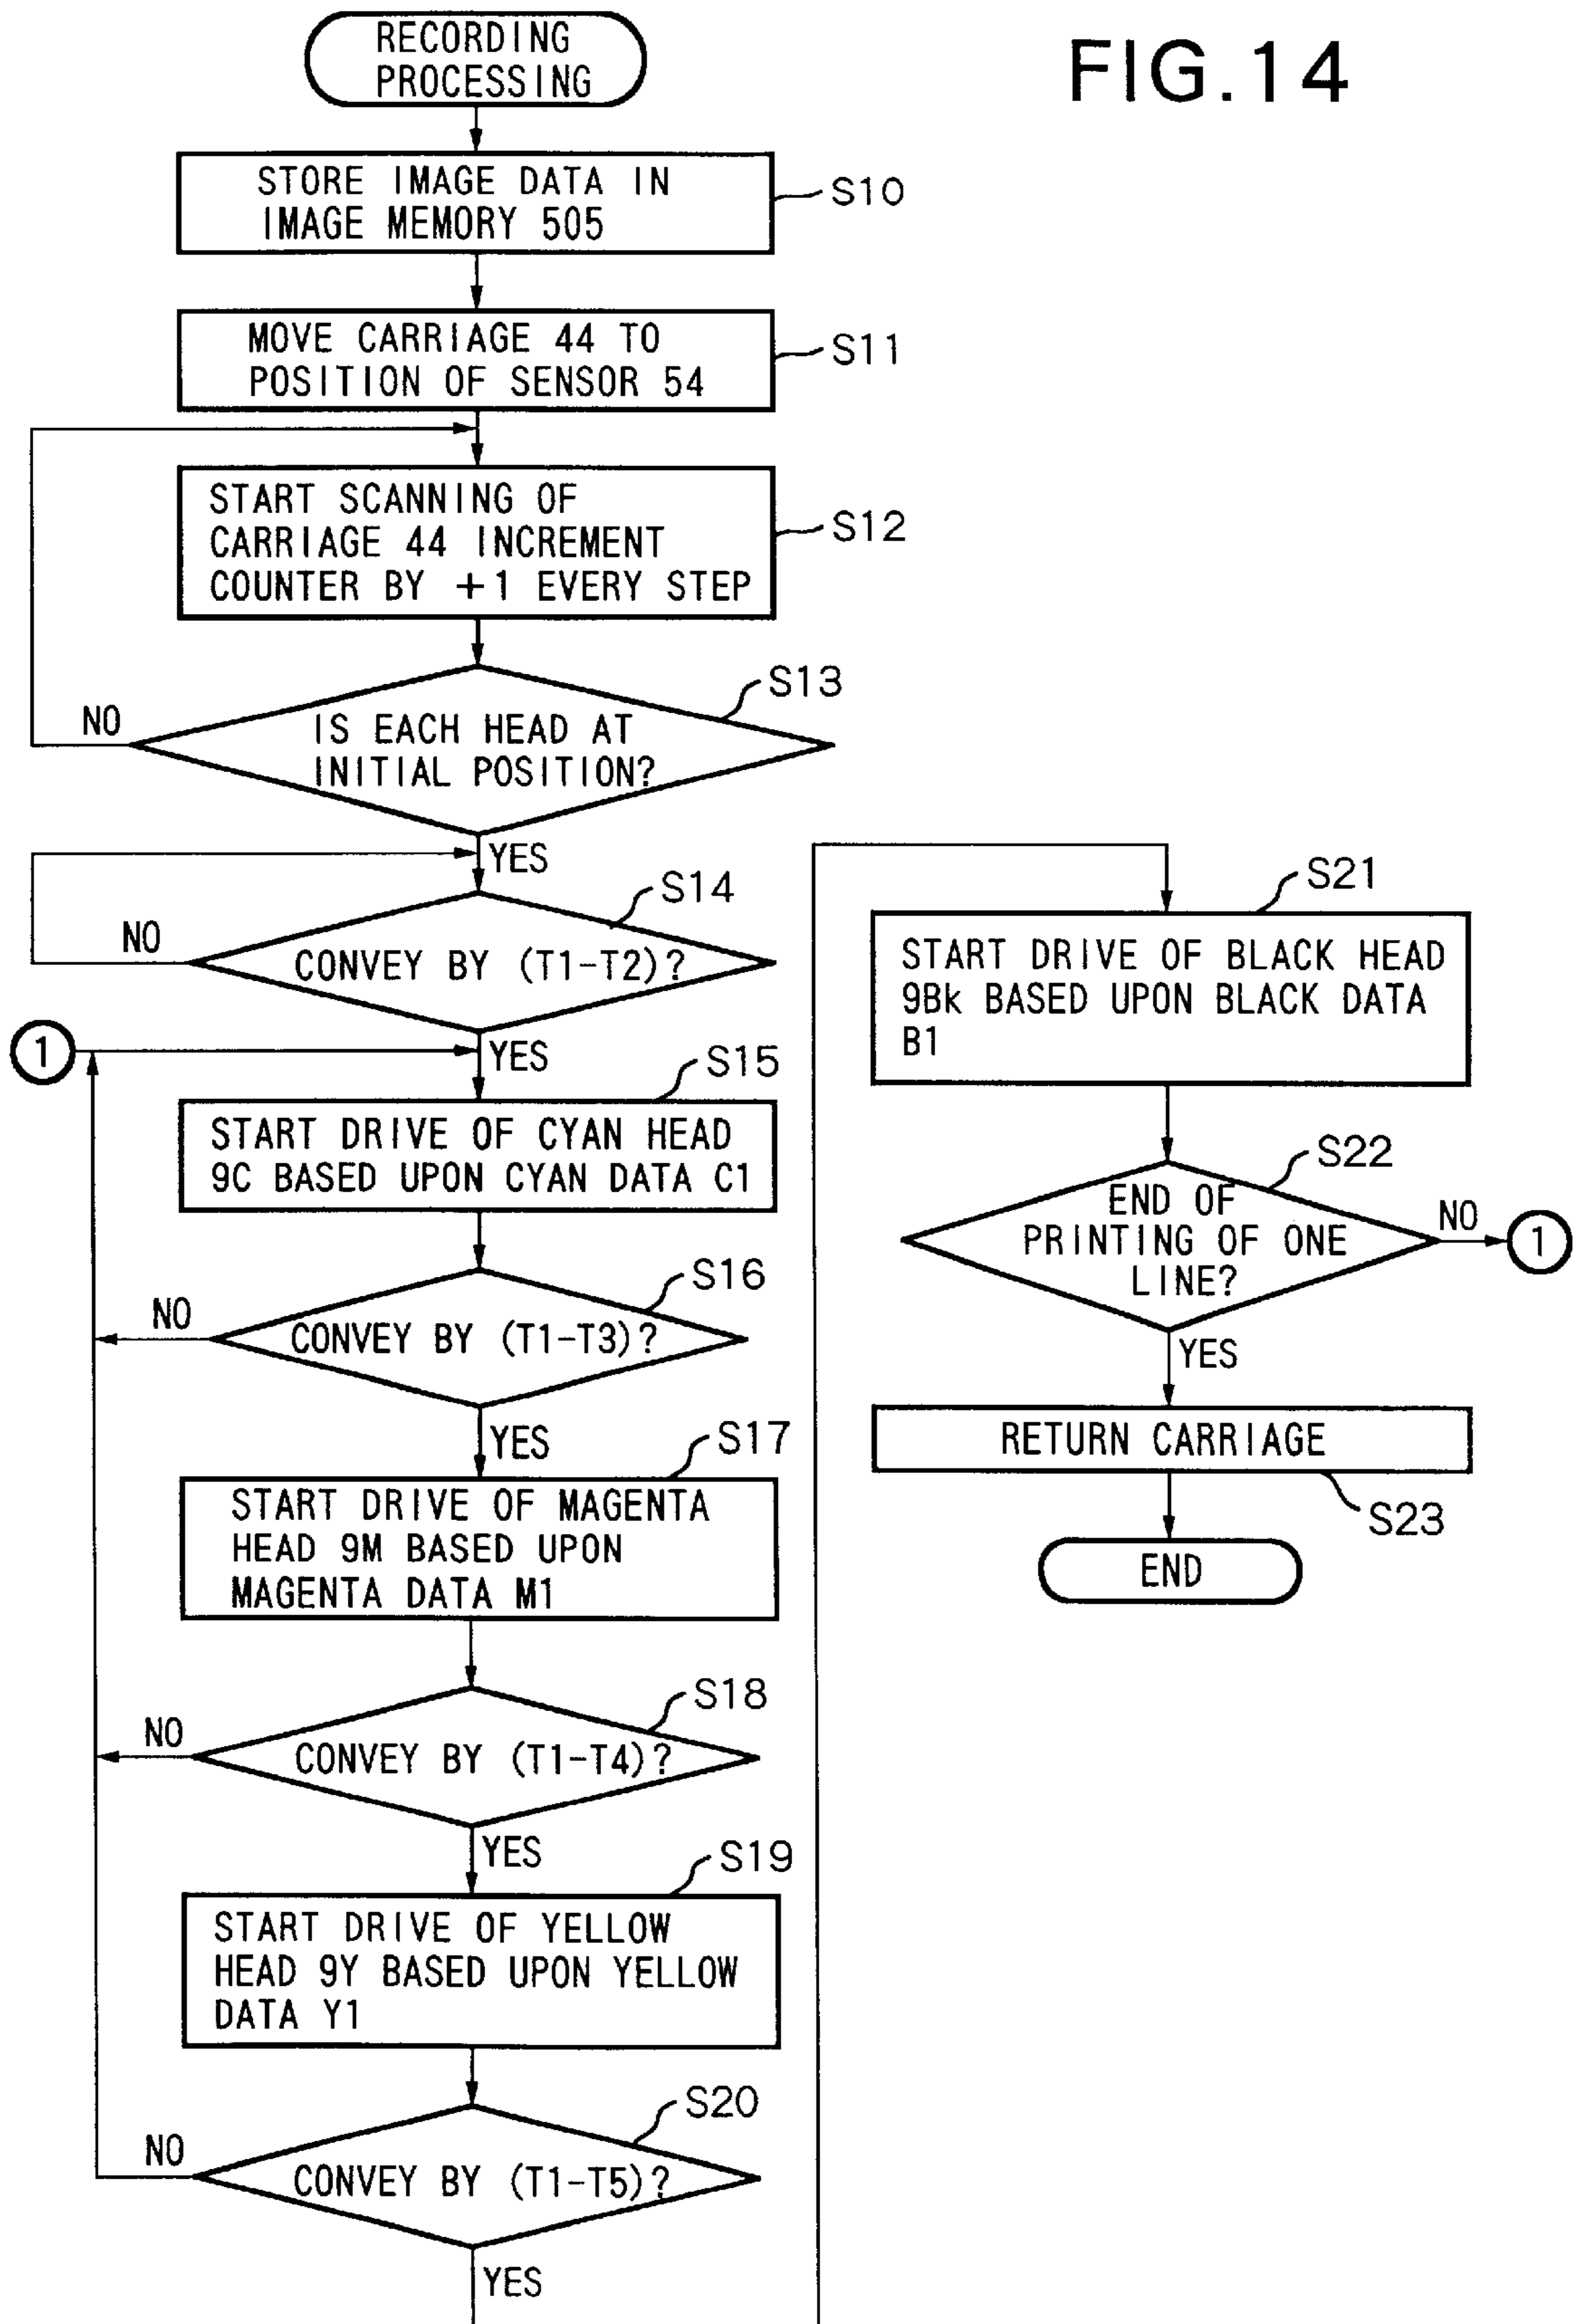 FIG.14
RECORDING
PROCESSING
STORE IMAGE DATA IN
IMAGE MEMORY 505
S10
MOVE CARRIAGE 44 TO
POSITION OF SENSOR 54
S11
START SCANNING OF
CARRIAGE 44 INCREMENT
COUNTER BY +1 EVERY STEP
S12
S13
NO
IS EACH HEAD AT
INITIAL POSITION?
YES
S14
NO
CONVEY BY (T1-T2)?
1
YES
S15
START DRIVE OF CYAN HEAD
9C BASED UPON CYAN DATA C1
S16
NO
CONVEY BY (T1-T3)?
YES
S17
START DRIVE OF MAGENTA
HEAD 9M BASED UPON
MAGENTA DATA M1
S18
NO
CONVEY BY (T1-T4)?
YES
S19
START DRIVE OF YELLOW
HEAD 9Y BASED UPON YELLOW
DATA Y1
S20
NO
CONVEY BY (T1-T5)?
YES
S21
START DRIVE OF BLACK HEAD
9Bk BASED UPON BLACK DATA
B1
S22
END OF
PRINTING OF ONE
LINE?
NO
1
YES
RETURN CARRIAGE
S23
END